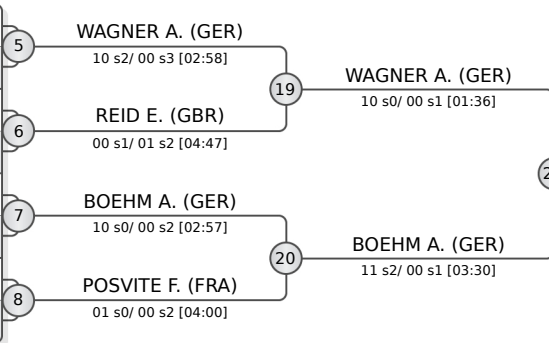 5
WAGNER A. (GER)
10 s2/ 00 s3 [02:58]
19
WAGNER A. (GER)
10 s0/ 00 s1 [01:36]
6
REID E. (GBR)
00 s1/ 01 s2 [04:47]
7
BOEHM A. (GER)
10 s0/ 00 s2 [02:57]
20
BOEHM A. (GER)
11 s2/ 00 s1 [03:30]
8
POSVITE F. (FRA)
01 s0/ 00 s2 [04:00]